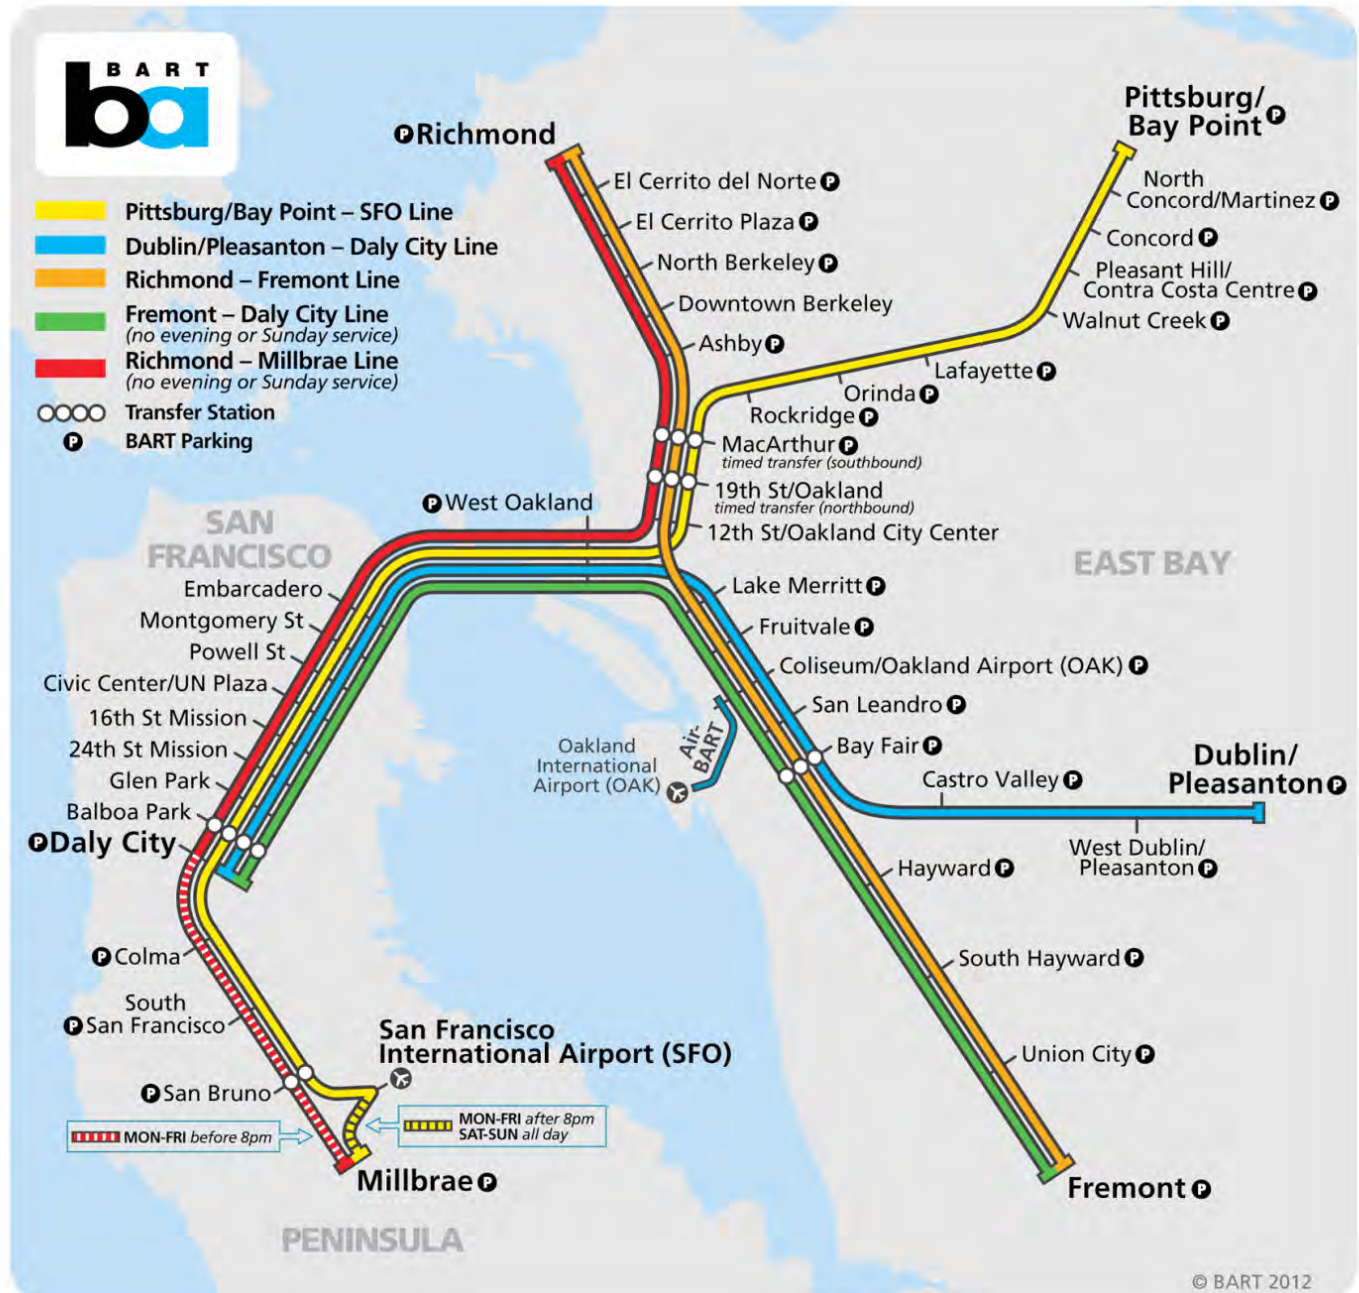 BART
ba
Pittsburg/Bay Point – SFO Line
Dublin/Pleasanton – Daly City Line
Richmond – Fremont Line
Fremont – Daly City Line
(no evening or Sunday service)
Richmond – Millbrae Line
(no evening or Sunday service)
Transfer Station
P BART Parking
P Richmond
El Cerrito del Norte P
El Cerrito Plaza P
North Berkeley P
Downtown Berkeley
Ashby P
Pittsburg/
Bay Point P
North
Concord/Martinez P
Concord P
Pleasant Hill/
Contra Costa Centre P
Walnut Creek P
Lafayette P
Orinda P
Rockridge P
MacArthur P
timed transfer (southbound)
19th St/Oakland
timed transfer (northbound)
12th St/Oakland City Center
P West Oakland
SAN
FRANCISCO
EAST BAY
Embarcadero
Montgomery St
Powell St
Civic Center/UN Plaza
16th St Mission
24th St Mission
Glen Park
Balboa Park
P Daly City
Lake Merritt P
Fruitvale P
Coliseum/Oakland Airport (OAK) P
San Leandro P
Bay Fair P
Air-
BART
Oakland
International
Airport (OAK)
Castro Valley P
Dublin/
Pleasanton P
West Dublin/
Pleasanton P
Hayward P
South Hayward P
Union City P
Fremont P
P Colma
South
P San Francisco
San Francisco
International Airport (SFO)
P San Bruno
MON-FRI before 8pm
MON-FRI after 8pm
SAT-SUN all day
Millbrae P
PENINSULA
© BART 2012